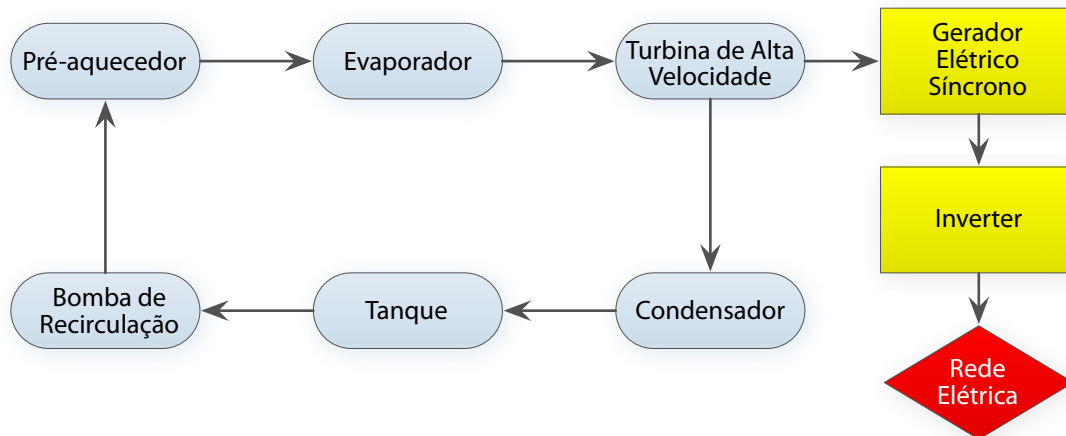 Pré-aquecedor
Evaporador
Turbina de Alta
Velocidade
Gerador
Elétrico
Síncrono
Inverter
Bomba de
Recirculação
Tanque
Condensador
Rede
Elétrica